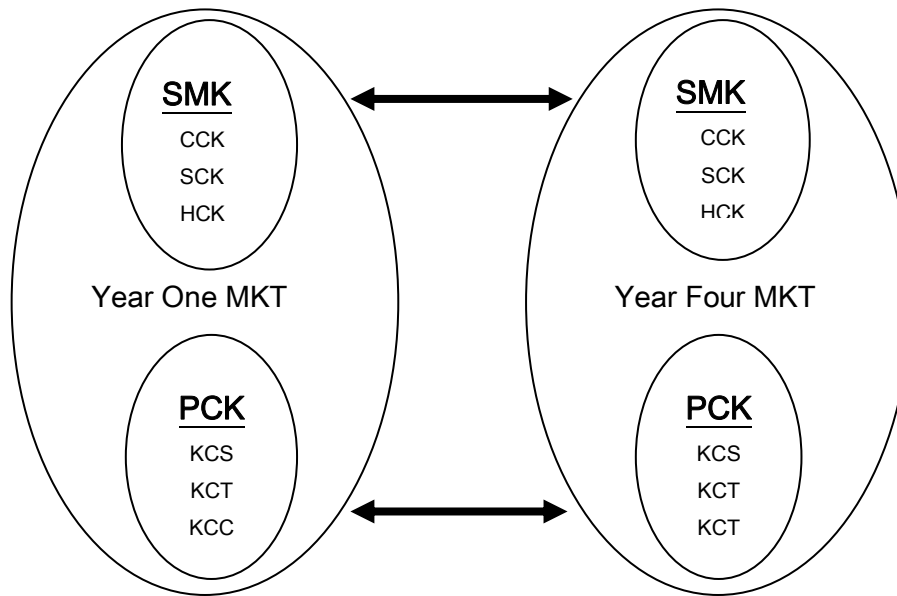 SMK
CCK
SCK
HCK
Year One MKT
PCK
KCS
KCT
KCC
SMK
CCK
SCK
HCK
Year Four MKT
PCK
KCS
KCT
KCT